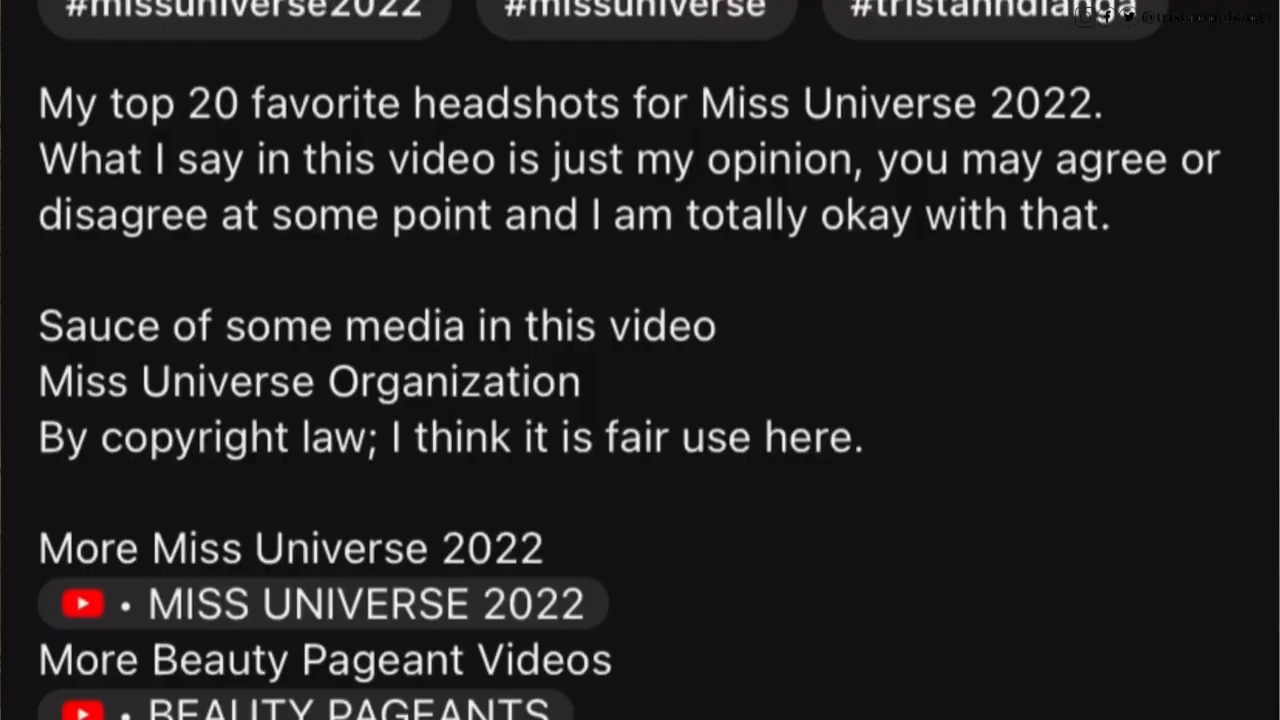 #missuniverse2022 #missuniverse
My top 20 favorite headshots for Miss Universe 2022.
What I say in this video is just my opinion, you may agree or
disagree at some point and I am totally okay with that.
Sauce of some media in this video
Miss Universe Organization
By copyright law; I think it is fair use here.
More Miss Universe 2022
• MISS UNIVERSE 2022
More Beauty Pageant Videos
• BEAUTY PAGEANTS